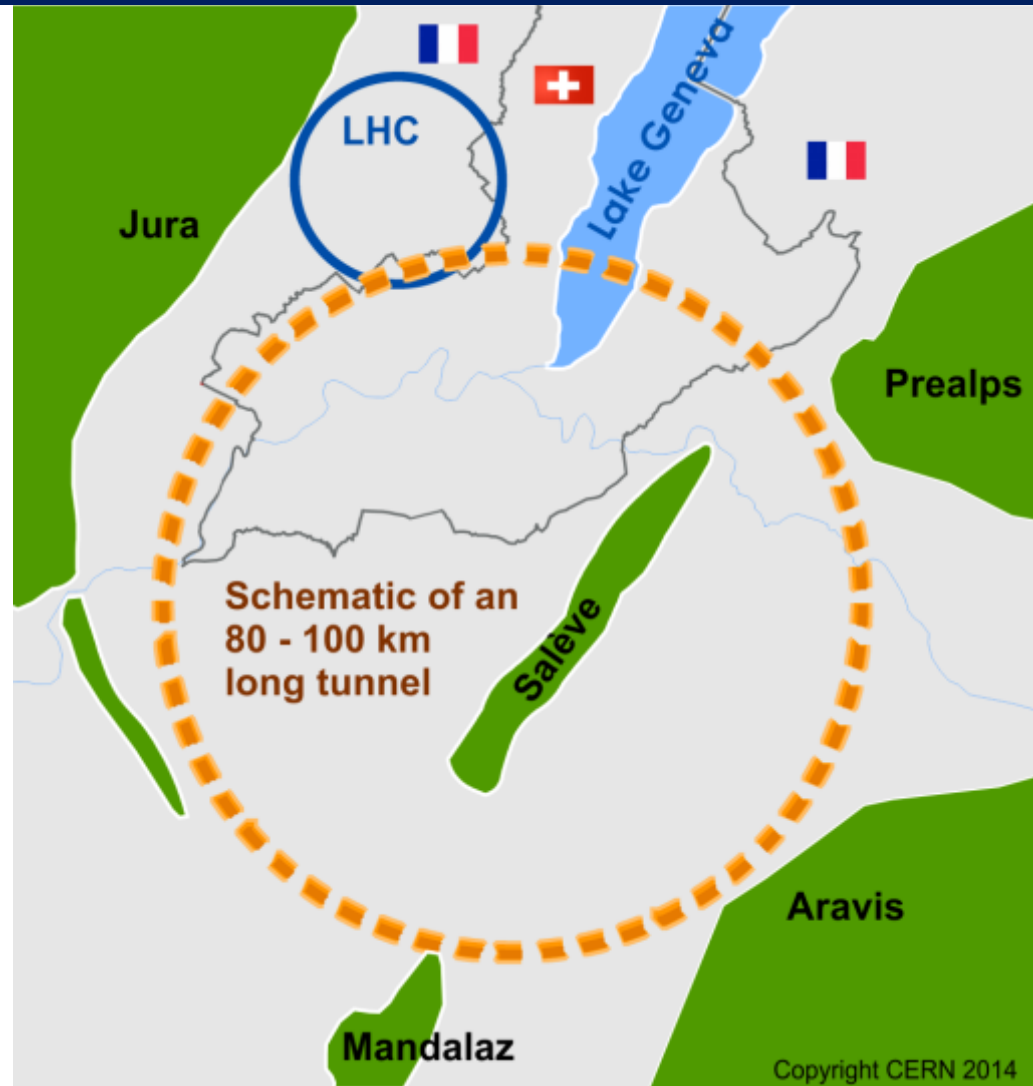 LHC
Lake Geneva
Jura
Prealps
Schematic of an
80 - 100 km
long tunnel
Salève
Aravis
Mandalaz
Copyright CERN 2014